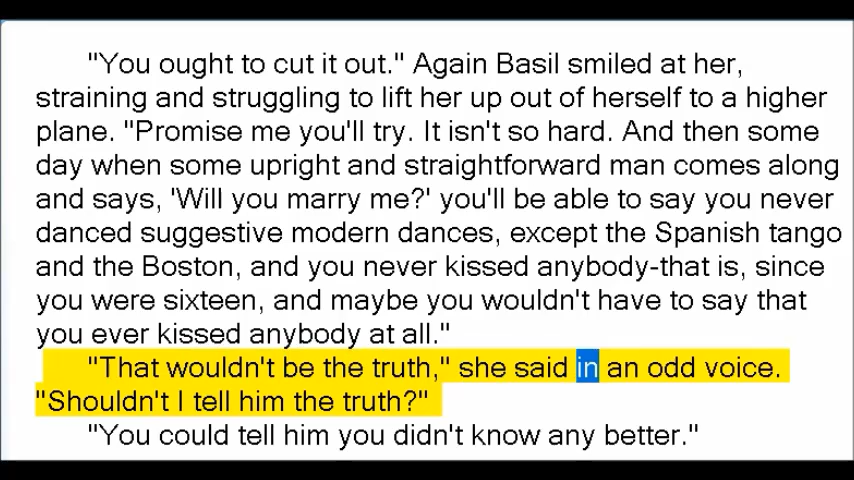 "You ought to cut it out." Again Basil smiled at her,
straining and struggling to lift her up out of herself to a higher
plane. "Promise me you'll try. It isn't so hard. And then some
day when some upright and straightforward man comes along
and says, 'Will you marry me?' you'll be able to say you never
danced suggestive modern dances, except the Spanish tango
and the Boston, and you never kissed anybody-that is, since
you were sixteen, and maybe you wouldn't have to say that
you ever kissed anybody at all."
"That wouldn't be the truth," she said in an odd voice.
"Shouldn't I tell him the truth?"
"You could tell him you didn't know any better."